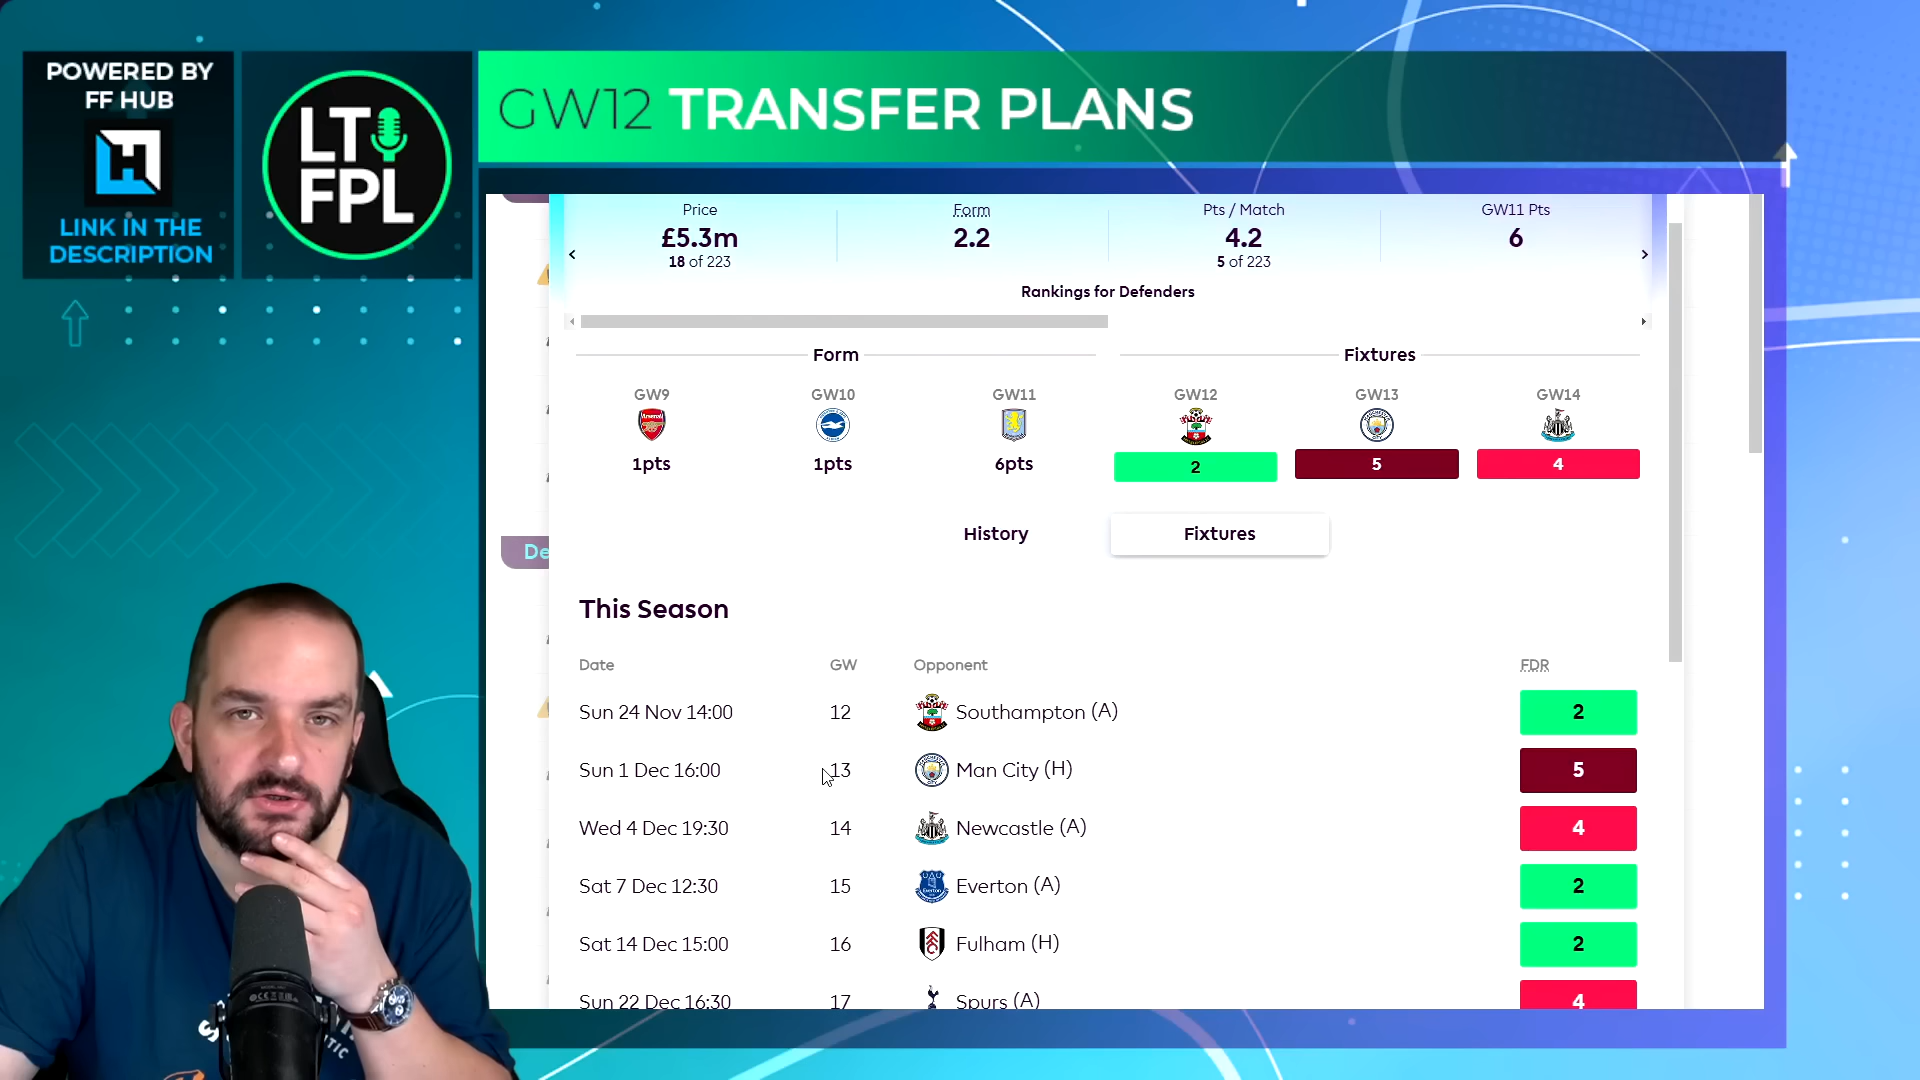 POWERED BY
FF HUB
LINK IN THE
DESCRIPTION
LT
FPL
GW12 TRANSFER PLANS
Price
£5.3m
18 of 223
Form
2.2
Pts / Match
4.2
5 of 223
GW11 Pts
6
Rankings for Defenders
Form
Fixtures
GW9
GW10
GW11
GW12
GW13
GW14
1pts
1pts
6pts
2
5
4
History
Fixtures
De
This Season
Date GW Opponent FDR
Sun 24 Nov 14:00 12 Southampton (A) 2
Sun 1 Dec 16:00 13 Man City (H) 5
Wed 4 Dec 19:30 14 Newcastle (A) 4
Sat 7 Dec 12:30 15 Everton (A) 2
Sat 14 Dec 15:00 16 Fulham (H) 2
Sun 22 Dec 16:30 17 Spurs (A) 4